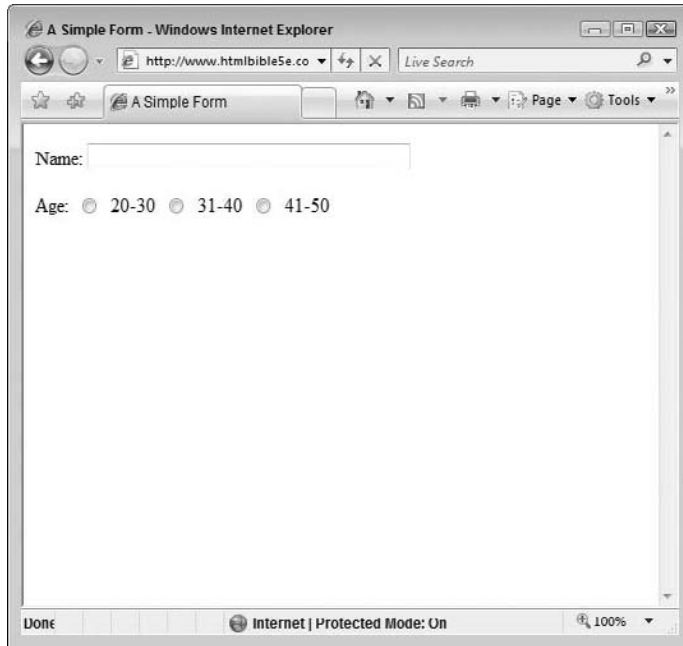 A Simple Form - Windows Internet Explorer
http://www.htmlbible5e.co
Live Search
A Simple Form
Page
Tools
Name:
Age: 20-30 31-40 41-50
Done
Internet | Protected Mode: On
100%